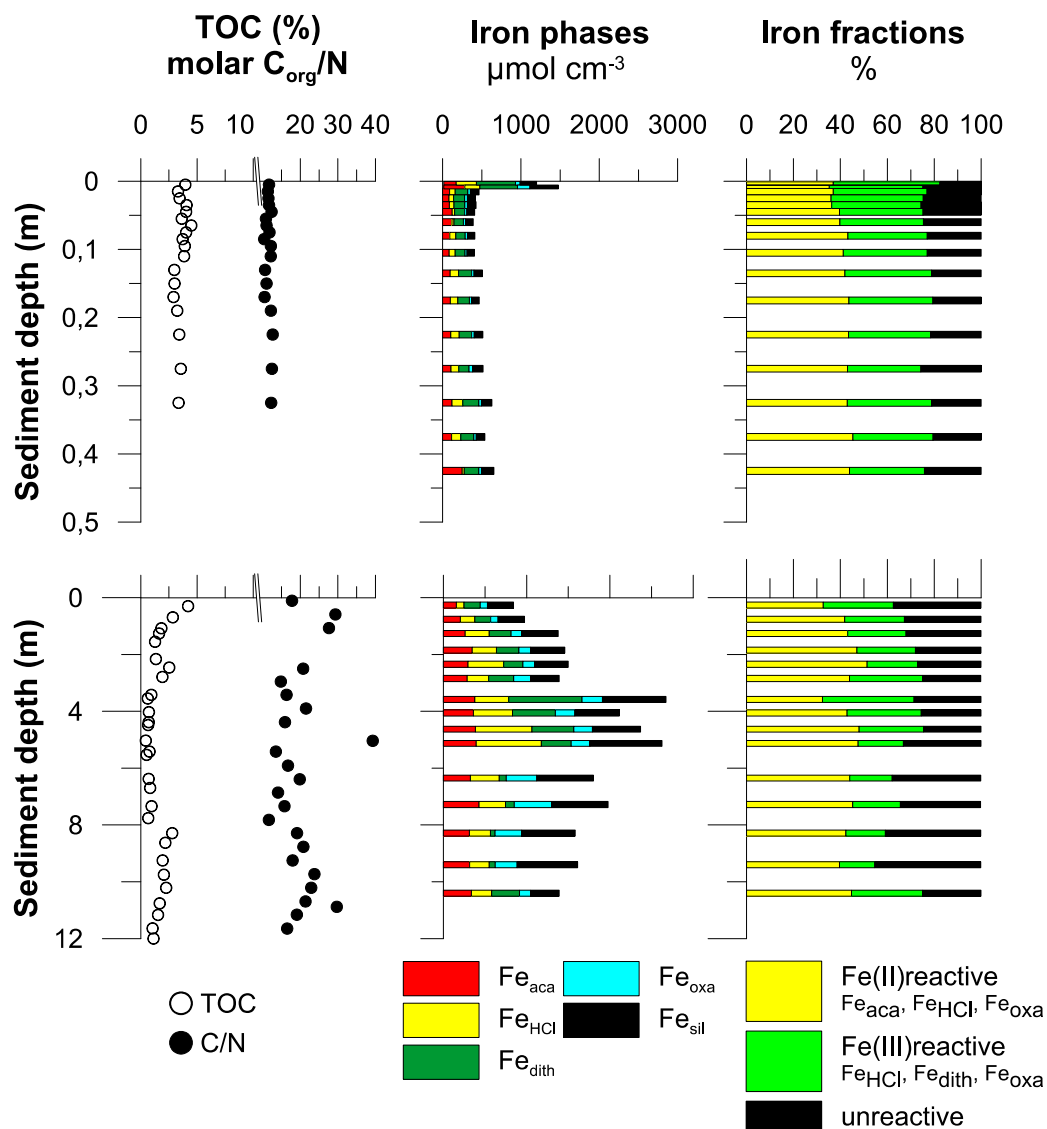 TOC (%)
molar Corg/N
Iron phases
µmol cm-3
Iron fractions
%
0 5 10 20 30 40
0 1000 2000 3000
0 20 40 60 80 100
Sediment depth (m)
0
0,1
0,2
0,3
0,4
0,5
Sediment depth (m)
0
4
8
12
TOC
C/N
Feaca
FeHCl
Fedith
Feoxa
Fesil
Fe(II)reactive
Feaca, FeHCl, Feoxa
Fe(III)reactive
FeHCl, Fedith, Feoxa
unreactive